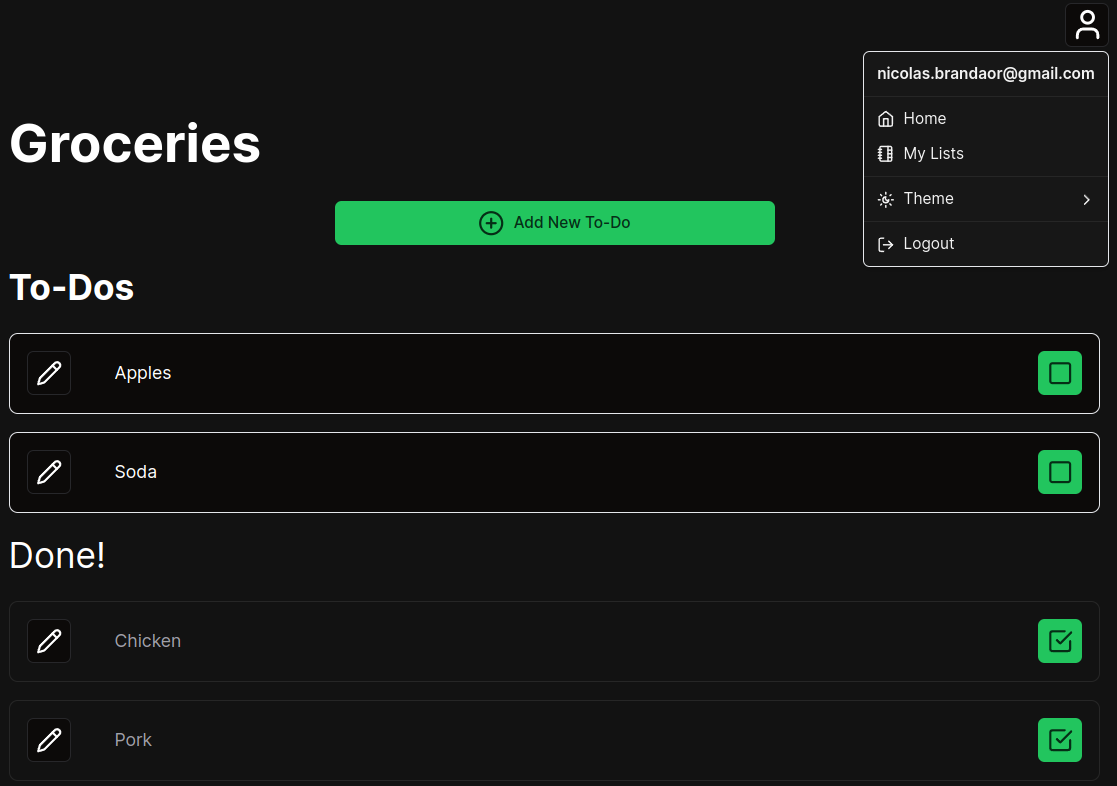 nicolas.brandaor@gmail.com
Home
My Lists
Theme
Logout
Groceries
Add New To-Do
To-Dos
Apples
Soda
Done!
Chicken
Pork